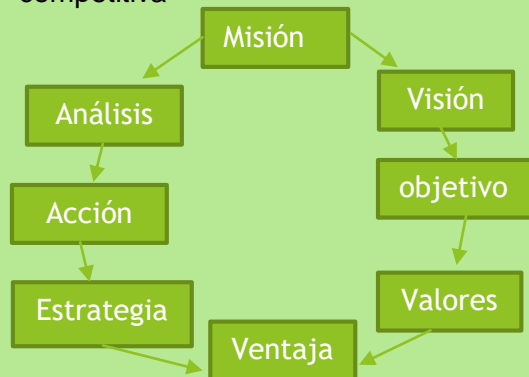 competitiva
Misión
Análisis
Visión
Acción
objetivo
Estrategia
Valores
Ventaja